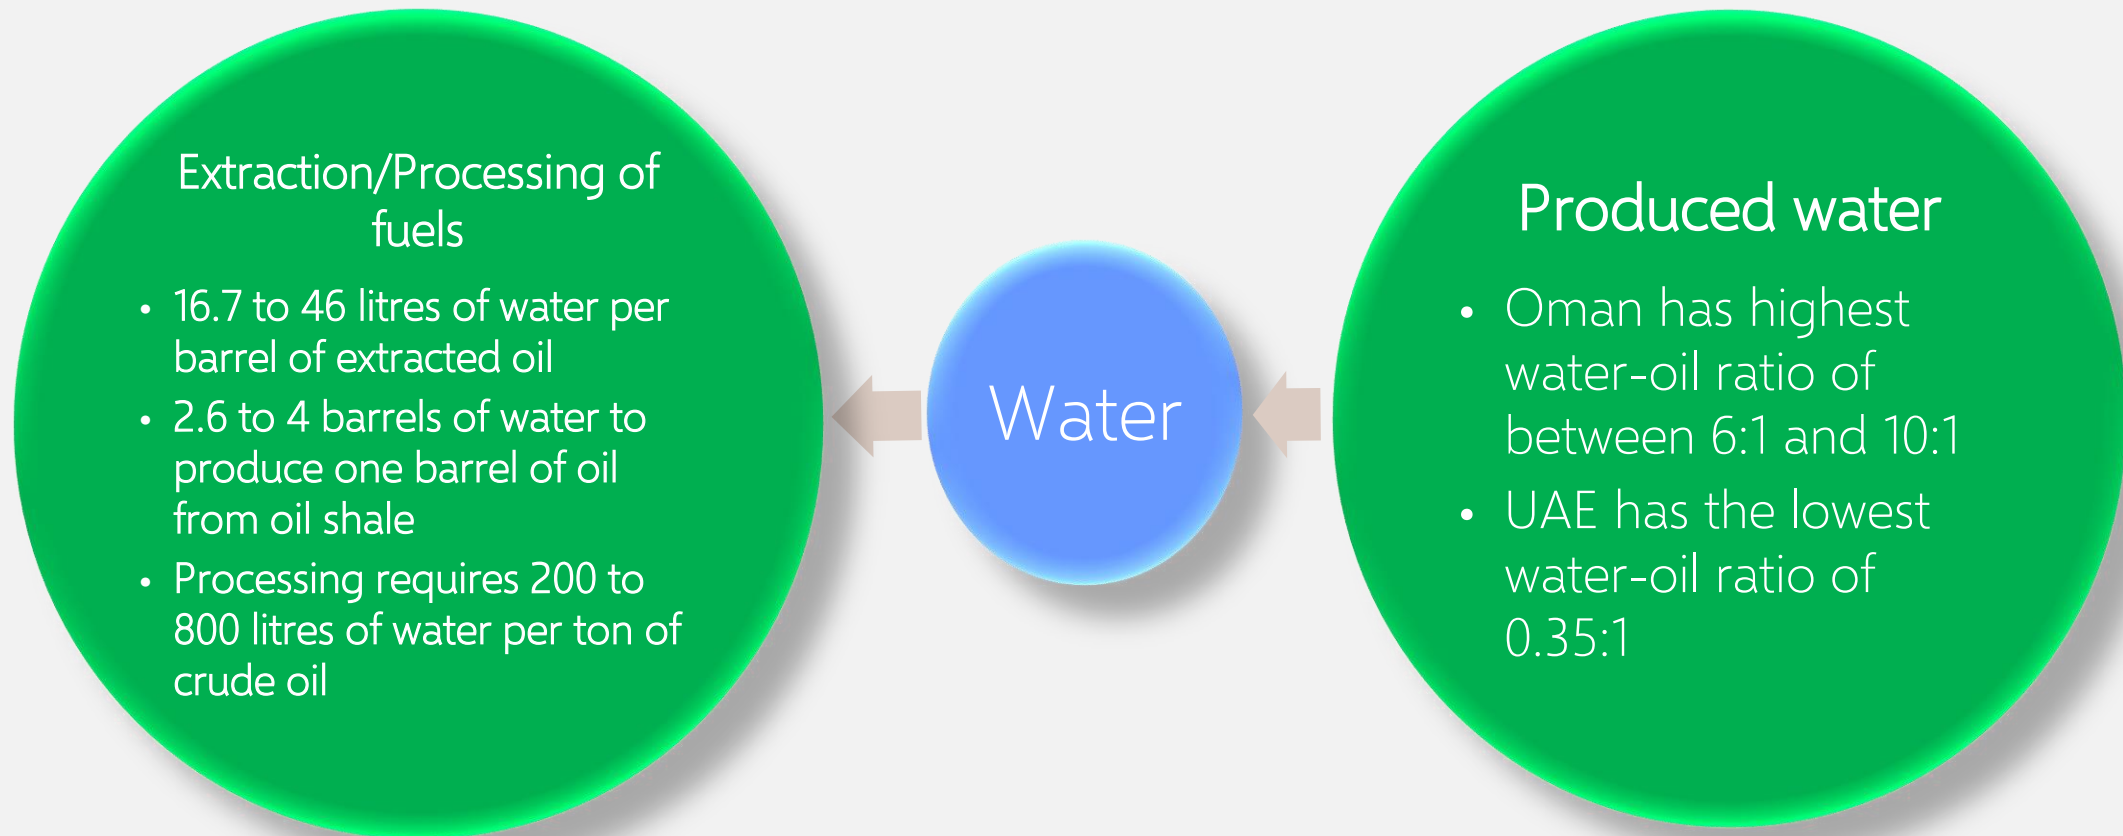 Extraction/Processing of
fuels
• 16.7 to 46 litres of water per
barrel of extracted oil
• 2.6 to 4 barrels of water to
produce one barrel of oil
from oil shale
• Processing requires 200 to
800 litres of water per ton of
crude oil
Water
Produced water
• Oman has highest
water-oil ratio of
between 6:1 and 10:1
• UAE has the lowest
water-oil ratio of
0.35:1